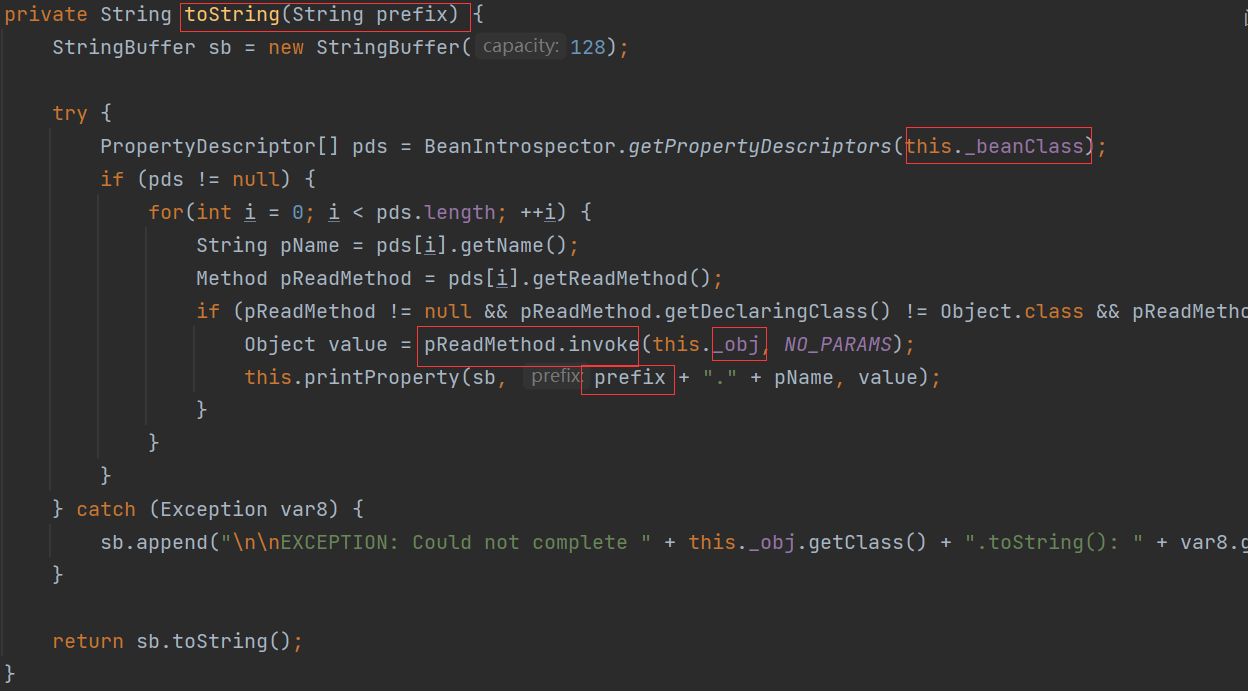 private String toString(String prefix) {
    StringBuffer sb = new StringBuffer( capacity: 128);
    try {
        PropertyDescriptor[] pds = BeanIntrospector.getPropertyDescriptors(this._beanClass);
        if (pds != null) {
            for(int i = 0; i < pds.length; ++i) {
                String pName = pds[i].getName();
                Method pReadMethod = pds[i].getReadMethod();
                if (pReadMethod != null && pReadMethod.getDeclaringClass() != Object.class && pReadMetho
                    Object value = pReadMethod.invoke(this._obj, NO_PARAMS);
                    this.printProperty(sb, prefix: prefix + "." + pName, value);
                }
            }
        }
    } catch (Exception var8) {
        sb.append("\n\nEXCEPTION: Could not complete " + this._obj.getClass() + ".toString(): " + var8.g
    }
    return sb.toString();
}